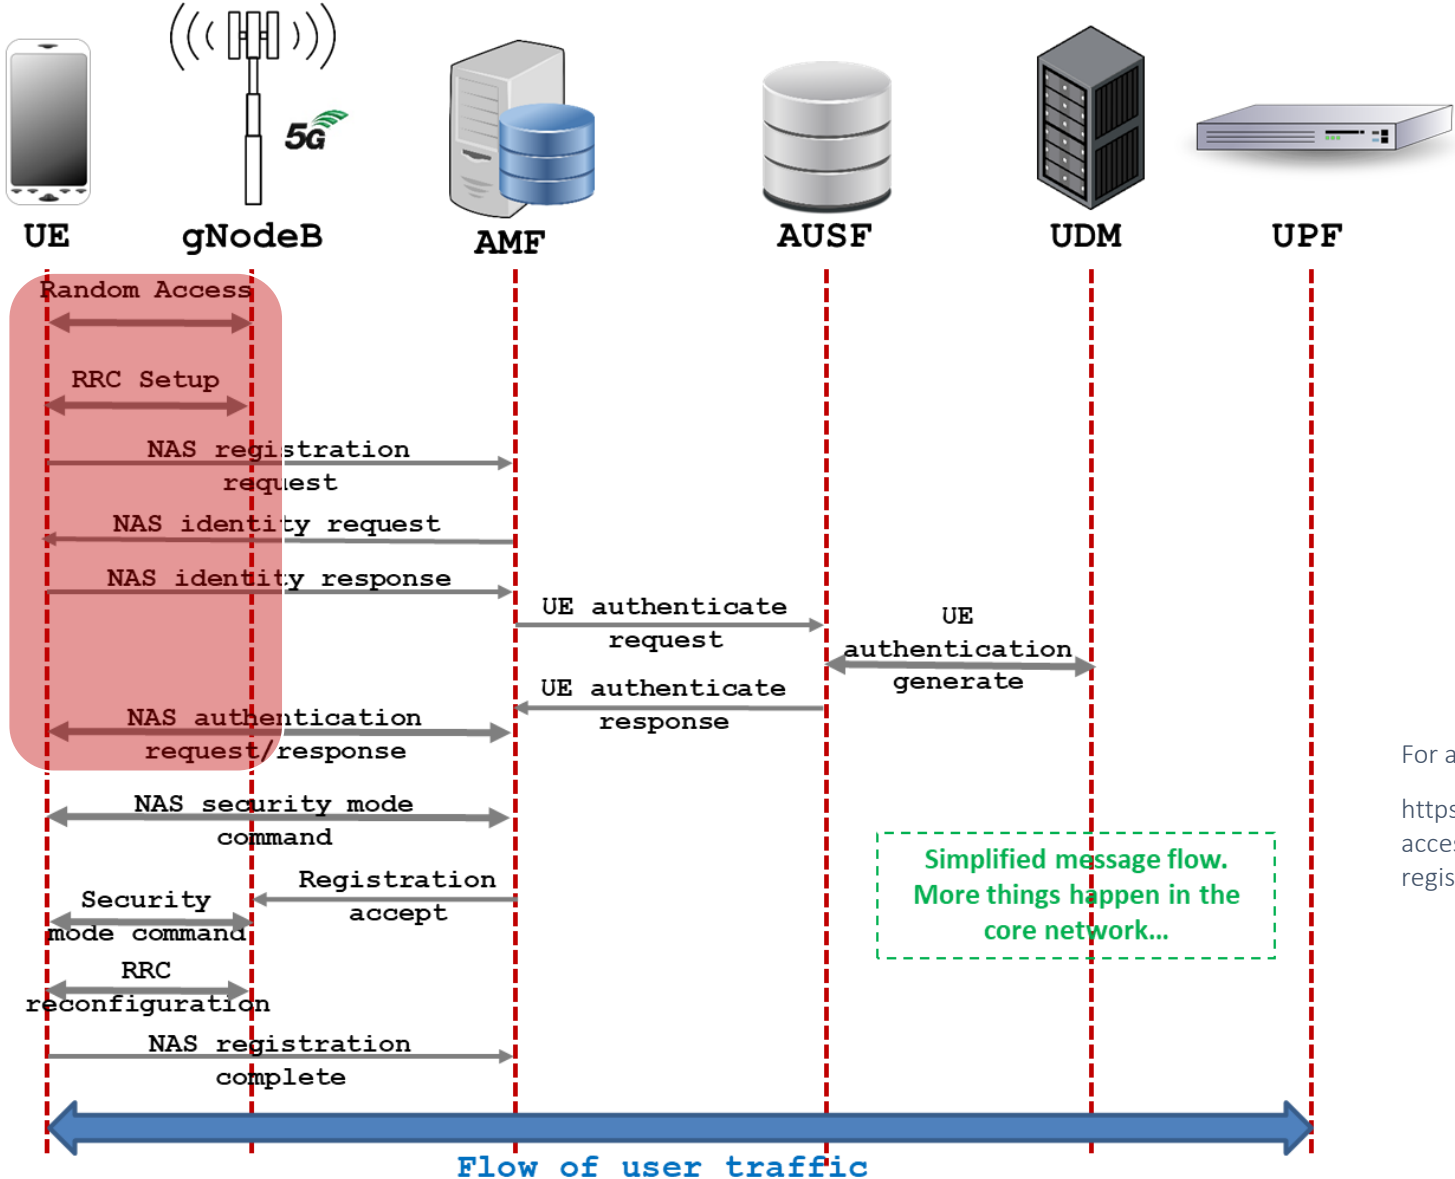 5G
UE
gNodeB
AMF
AUSF
UDM
UPF
Random Access
RRC Setup
NAS registration
request
NAS identity request
NAS identity response
UE authenticate
request
UE
authentication
generate
UE authenticate
response
NAS authentication
request/response
NAS security mode
command
Registration
accept
Security
mode command
RRC
reconfiguration
NAS registration
complete
Flow of user traffic
Simplified message flow.
More things happen in the
core network...
For a
https